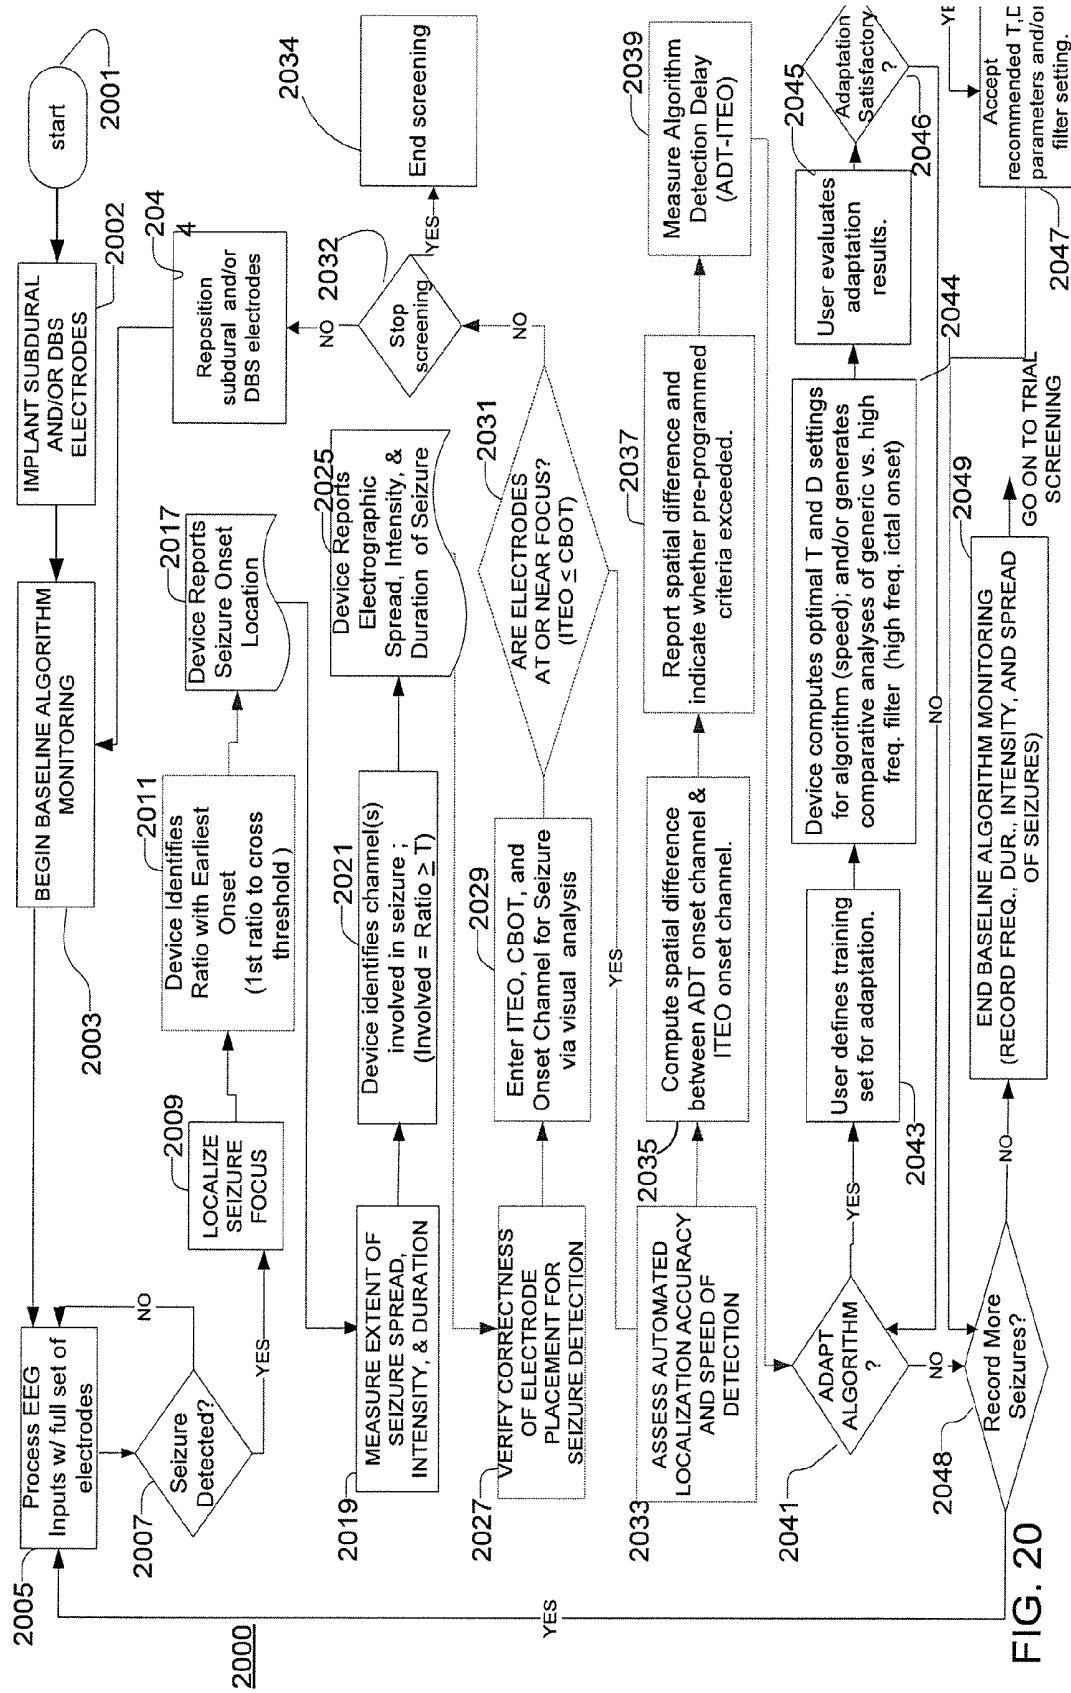 start
2001
IMPLANT SUBDURAL
AND/OR DBS
ELECTRODES
2002
BEGIN BASELINE ALGORITHM
MONITORING
2003
Process EEG
Inputs w/ full set of
electrodes
2005
2000
Seizure
Detected?
2007
NO
YES
LOCALIZE
SEIZURE
FOCUS
2009
Device Identifies
Ratio with Earliest
Onset
(1st ratio to cross
threshold )
2011
Device Reports
Seizure Onset
Location
2017
Reposition
subdural and/or
DBS electrodes
204
4
MEASURE EXTENT OF
SEIZURE SPREAD,
INTENSITY, & DURATION
2019
Device identifies channel(s)
involved in seizure ;
(Involved = Ratio ≥ T)
2021
Device Reports
Electrographic
Spread, Intensity, &
Duration of Seizure
2025
NO
Stop
screening
2032
YES
End screening
2034
VERIFY CORRECTNESS
OF ELECTRODE
PLACEMENT FOR
SEIZURE DETECTION
2027
Enter ITEO, CBOT, and
Onset Channel for Seizure
via visual analysis
2029
ARE ELECTRODES
AT OR NEAR FOCUS?
(ITEO ≤ CBOT)
2031
NO
YES
ASSESS AUTOMATED
LOCALIZATION ACCURACY
AND SPEED OF
DETECTION
2033
Compute spatial difference
between ADT onset channel &
ITEO onset channel.
2035
Report spatial difference and
indicate whether pre-programmed
criteria exceeded.
2037
Measure Algorithm
Detection Delay
(ADT-ITEO)
2039
ADAPT
ALGORITHM
?
2041
YES
NO
User defines training
set for adaptation.
2043
Device computes optimal T and D settings
for algorithm (speed); and/or generates
comparative analyses of generic vs. high
freq. filter (high freq. ictal onset)
2044
User evaluates
adaptation
results.
2045
Adaptation
Satisfactory
?
2046
NO
YE
Accept
recommended T,D
parameters and/or
filter setting.
2047
Record More
Seizures?
2048
NO
YES
END BASELINE ALGORITHM MONITORING
(RECORD FREQ., DUR., INTENSITY, AND SPREAD
OF SEIZURES)
2049
GO ON TO TRIAL
SCREENING
FIG. 20